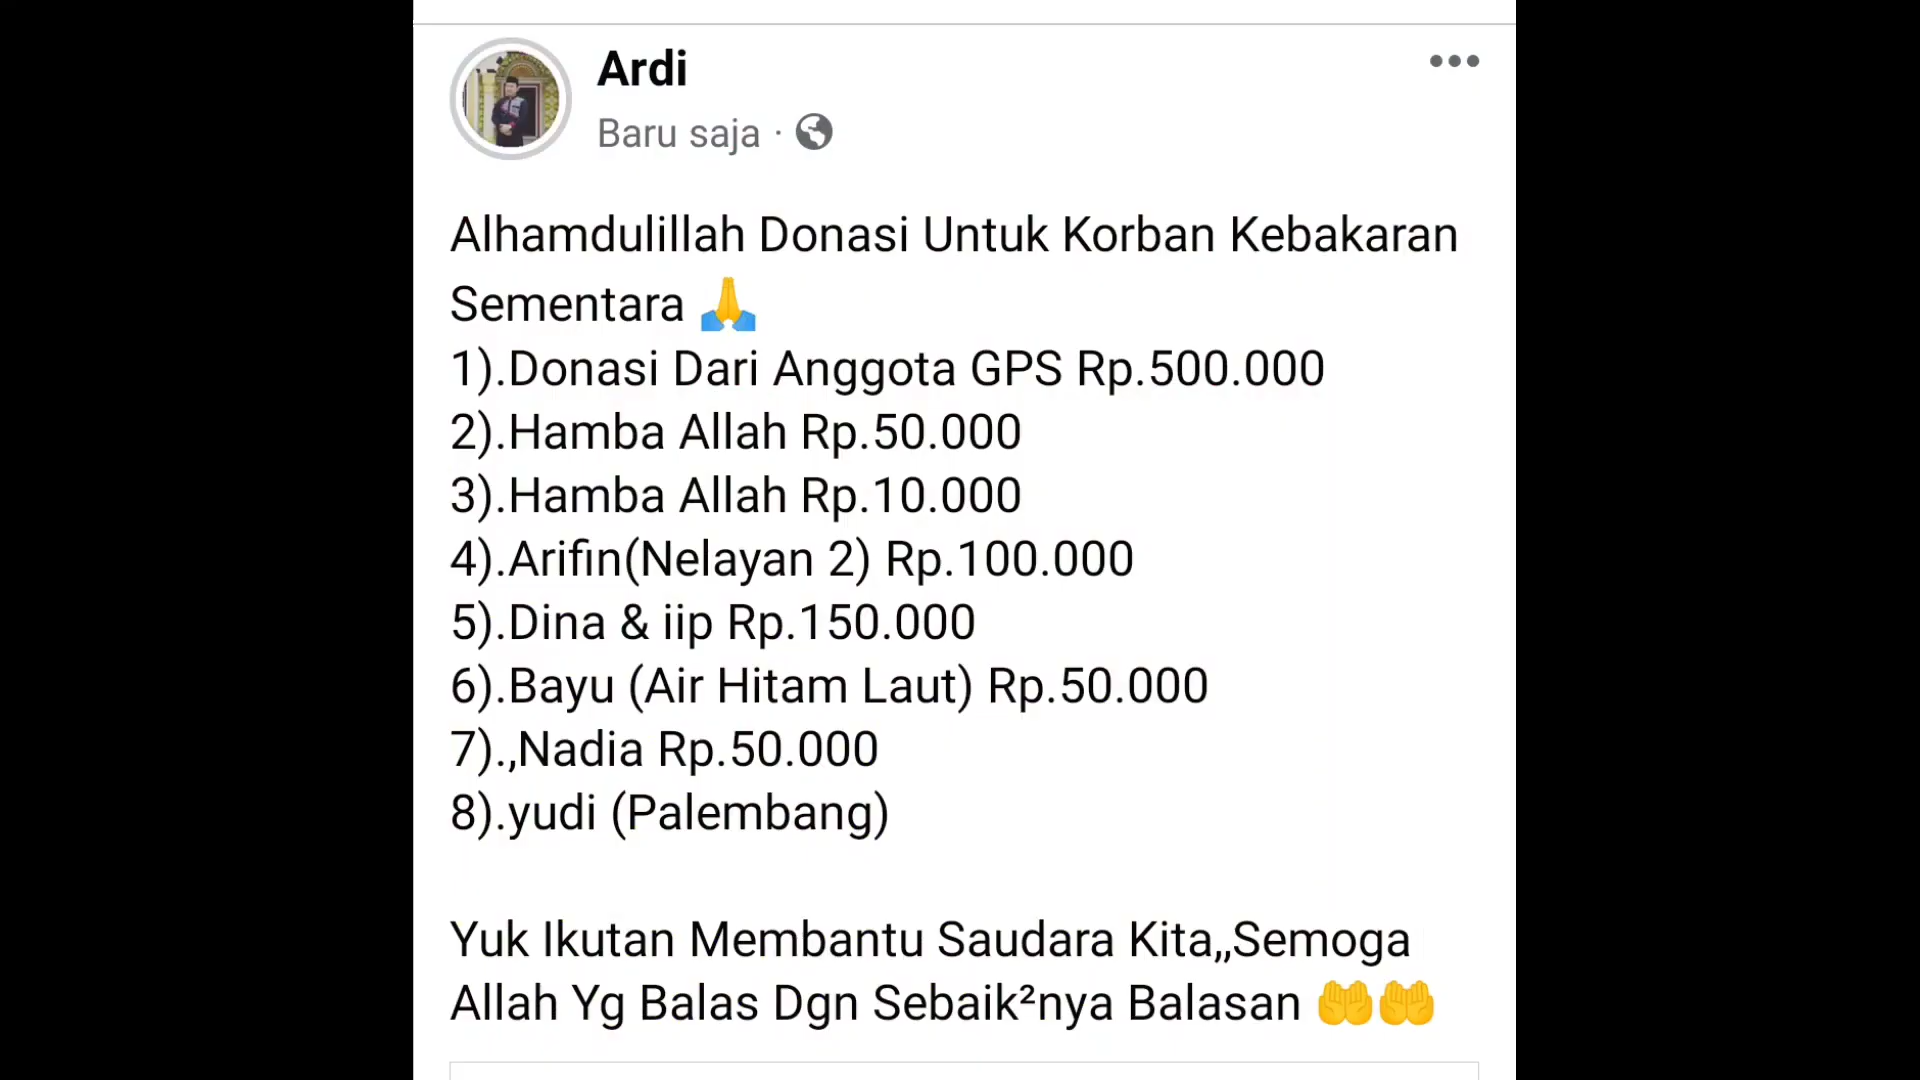 Ardi
Baru saja ·
Alhamdulillah Donasi Untuk Korban Kebakaran
Sementara 🙏
1).Donasi Dari Anggota GPS Rp.500.000
2).Hamba Allah Rp.50.000
3).Hamba Allah Rp.10.000
4).Arifin(Nelayan 2) Rp.100.000
5).Dina & iip Rp.150.000
6).Bayu (Air Hitam Laut) Rp.50.000
7).,Nadia Rp.50.000
8).yudi (Palembang)
Yuk Ikutan Membantu Saudara Kita,,Semoga
Allah Yg Balas Dgn Sebaik²nya Balasan 🤲🤲